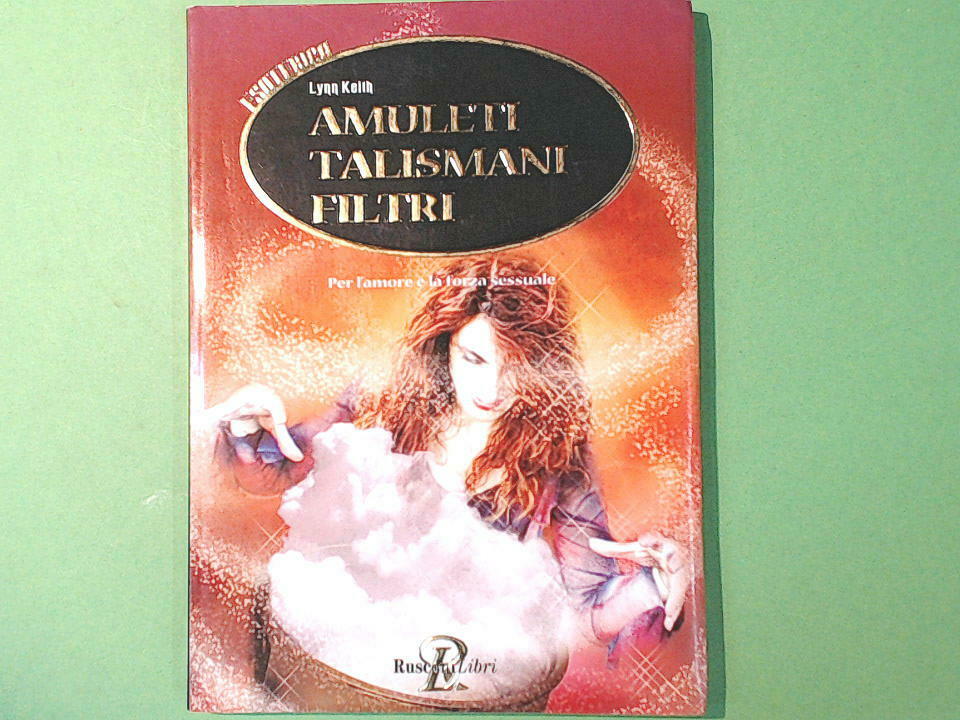 ESOTERICA
Lynn Keith
AMULETI
TALISMANI
FILTRI
Per l'amore e la forza sessuale
RusconiLibri